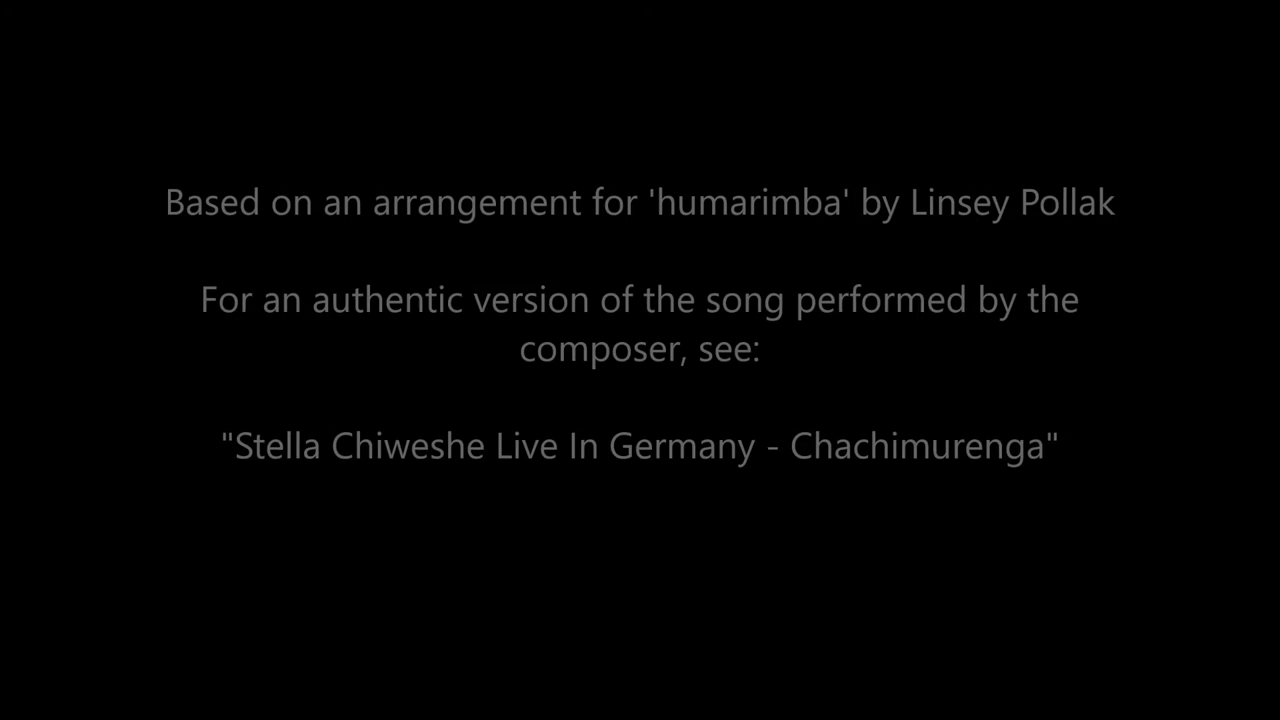 Based on an arrangement for 'humarimba' by Linsey Pollak
For an authentic version of the song performed by the
composer, see:
"Stella Chiweshe Live In Germany - Chachimurenga"